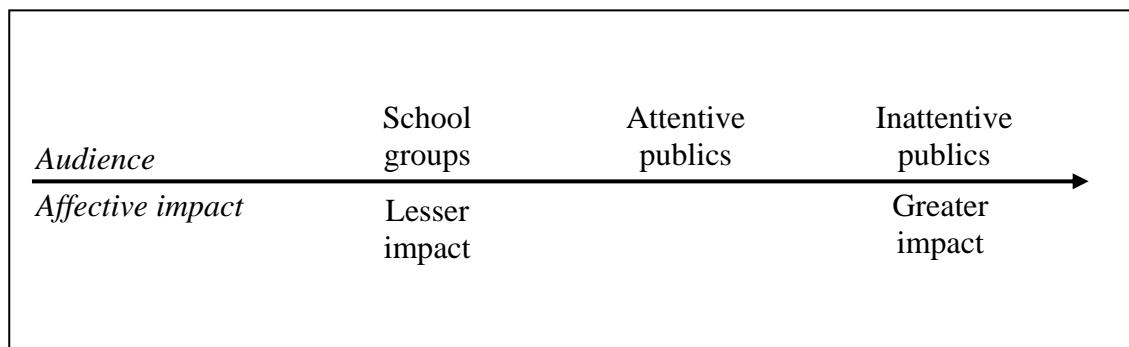 School
groups
Attentive
publics
Inattentive
publics
Audience
Affective impact
Lesser
impact
Greater
impact